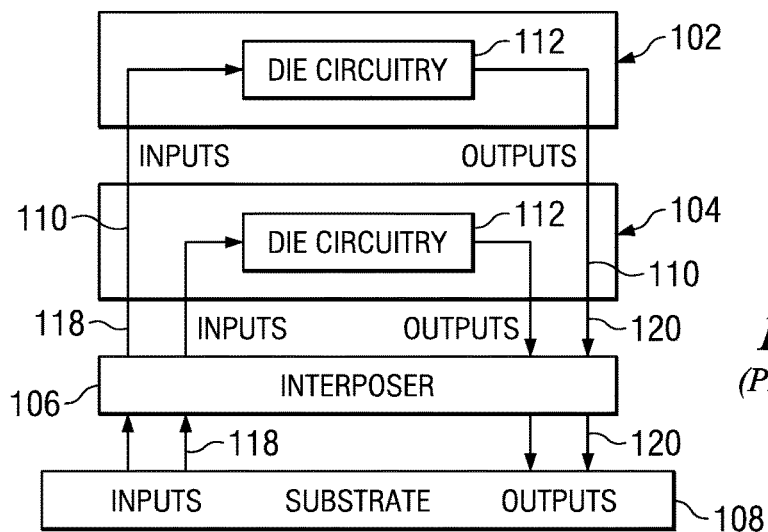 112
102
DIE CIRCUITRY
INPUTS OUTPUTS
110
112
104
DIE CIRCUITRY
110
118
INPUTS OUTPUTS
120
106
INTERPOSER
118
120
INPUTS SUBSTRATE OUTPUTS
108